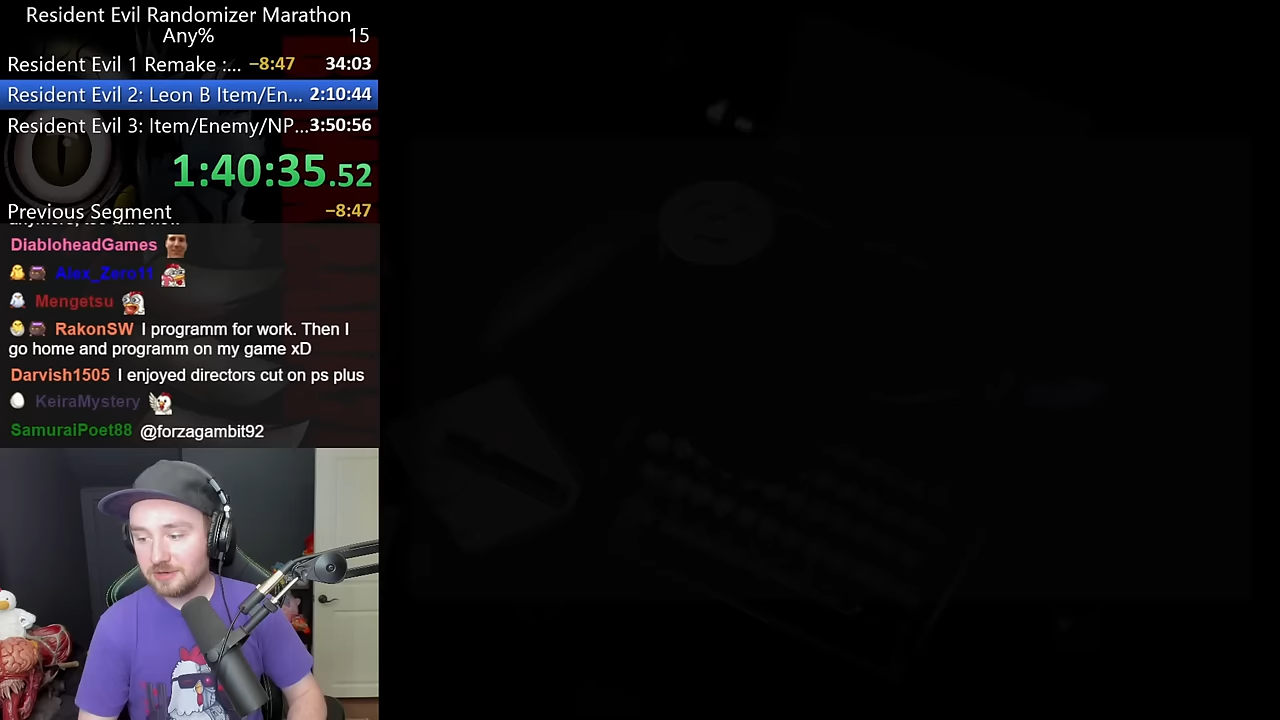 Resident Evil Randomizer Marathon
Any% 15
Resident Evil 1 Remake :... −8:47 34:03
Resident Evil 2: Leon B Item/En... 2:10:44
Resident Evil 3: Item/Enemy/NP... 3:50:56
1:40:35.52
Previous Segment −8:47
DiabloheadGames
Alex_Zero11
Mengetsu
RakonSW I programm for work. Then I
go home and programm on my game xD
Darvish1505 I enjoyed directors cut on ps plus
KeiraMystery
SamuraiPoet88 @forzagambit92